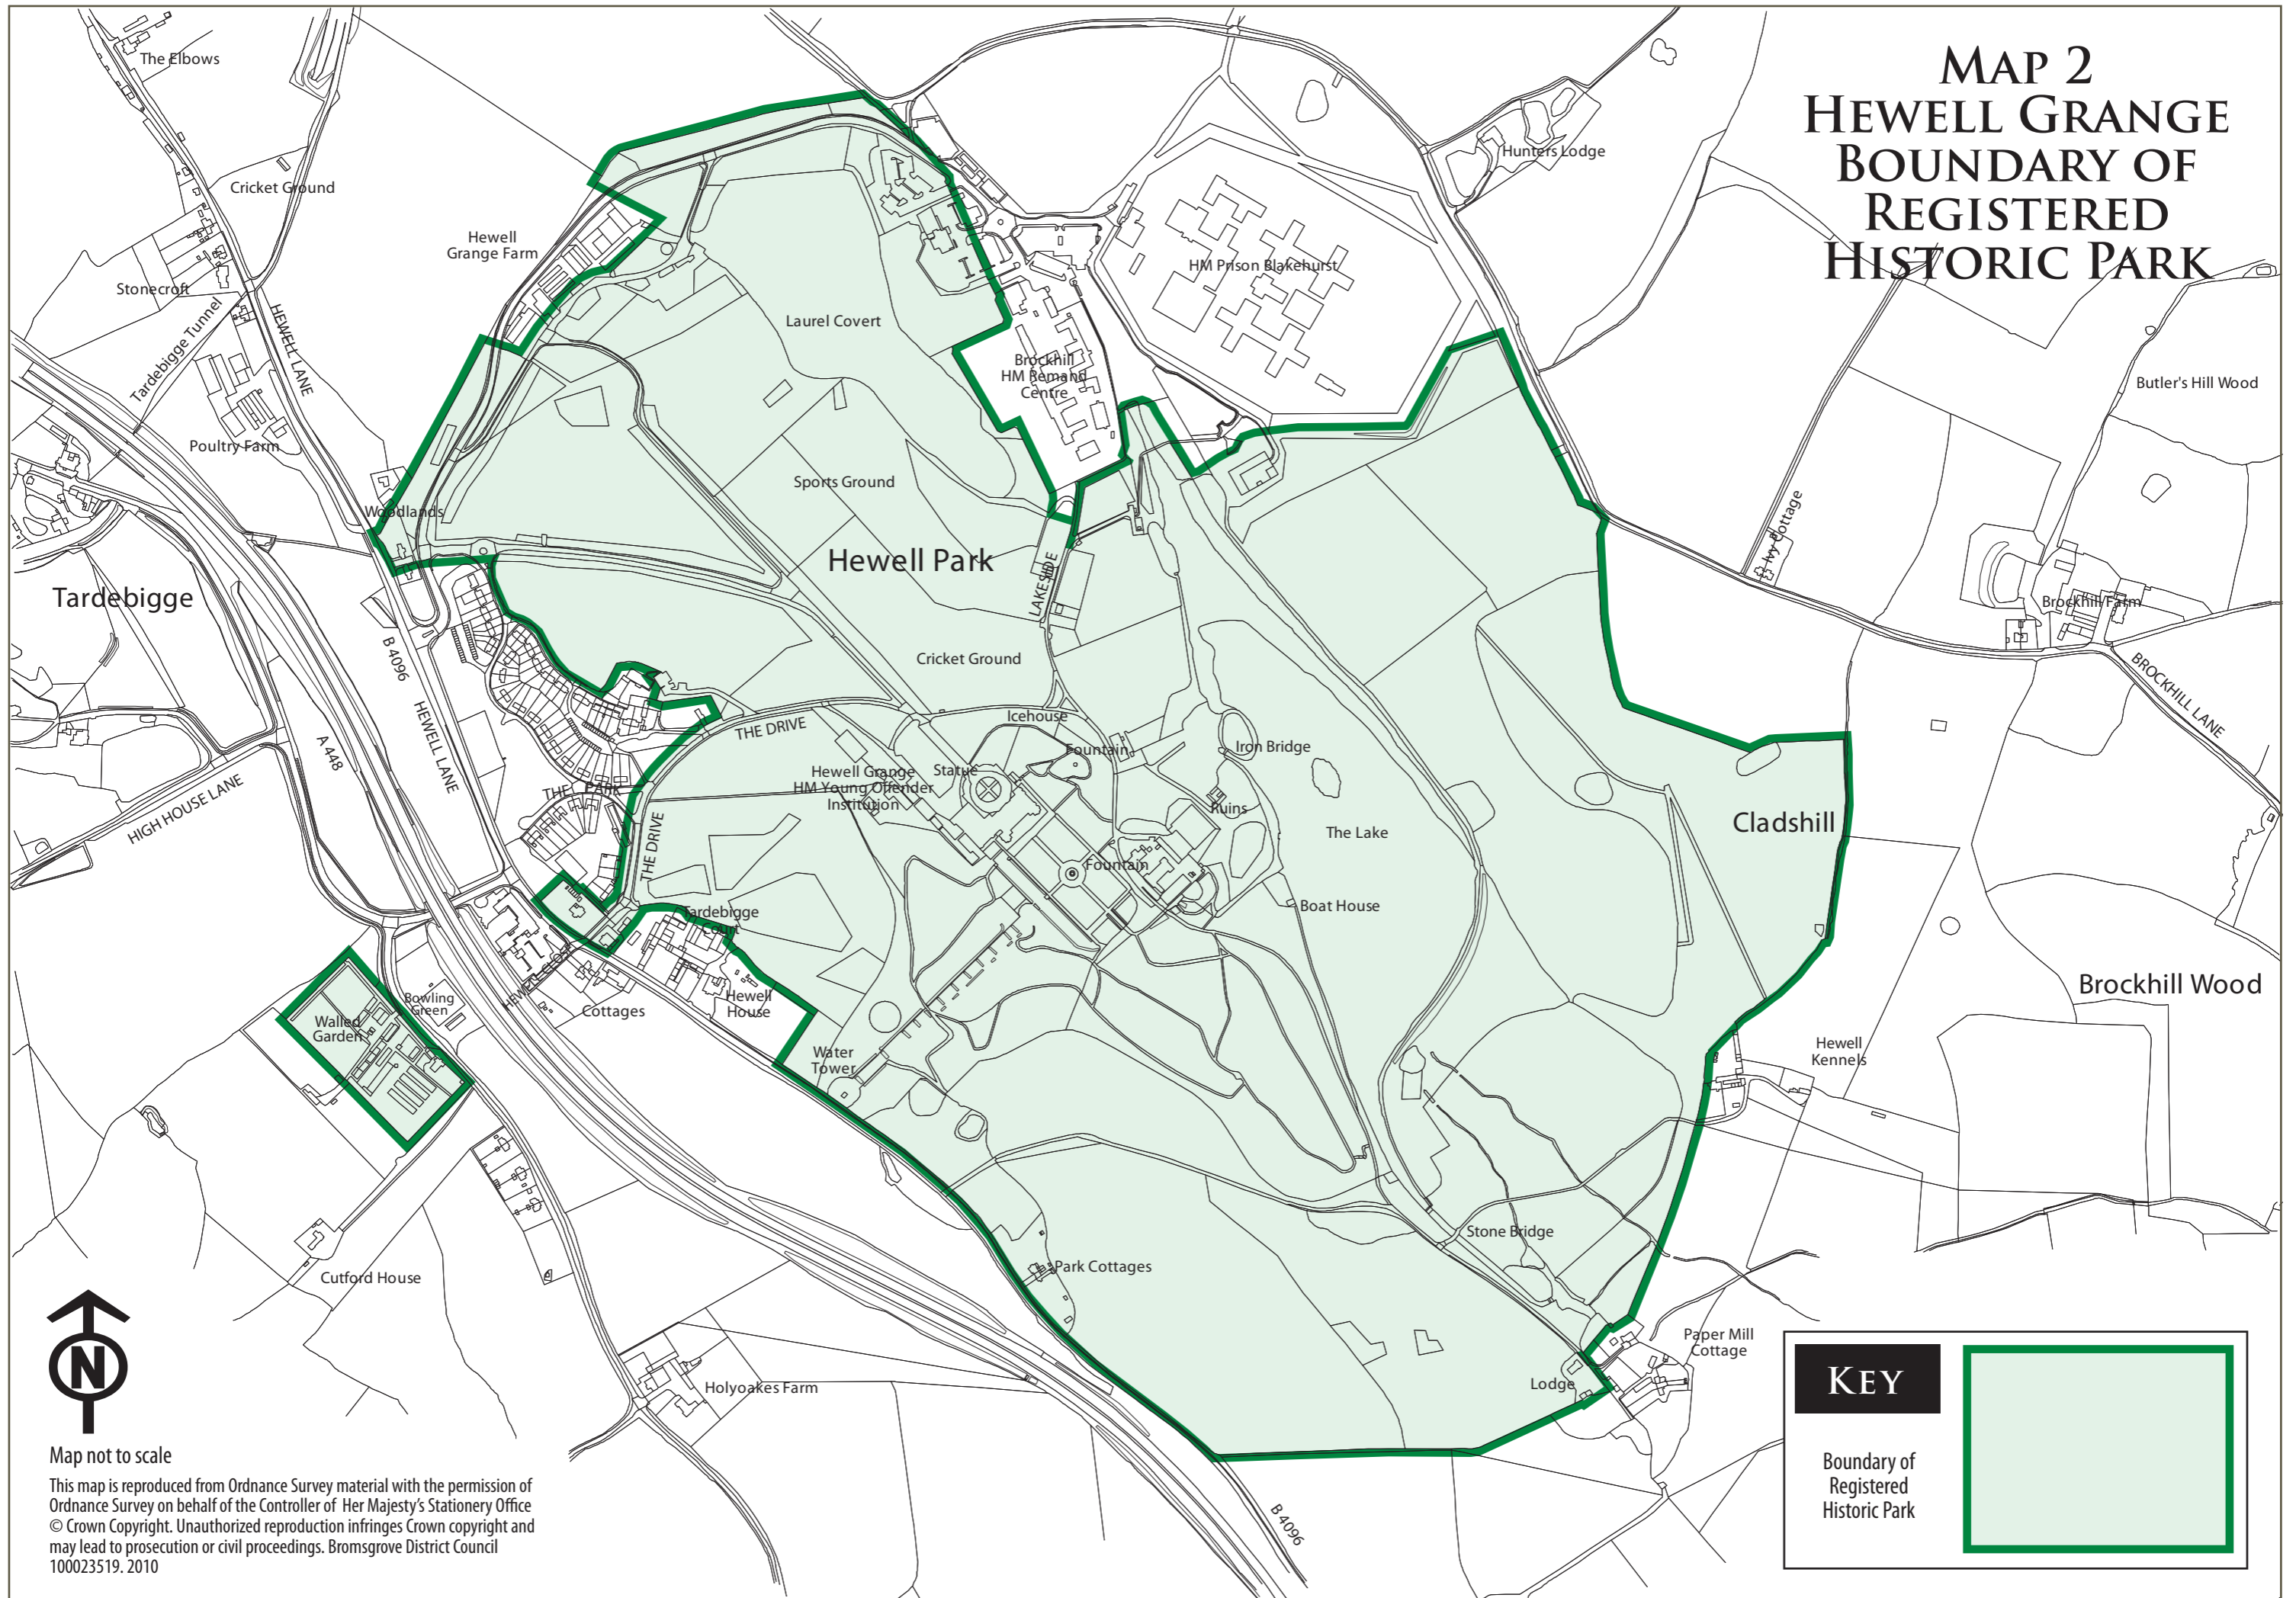 MAP 2
HEWELL GRANGE
BOUNDARY OF
REGISTERED
HISTORIC PARK
The Elbows
Cricket Ground
Hewell
Grange Farm
Stonecroft
Tardebigge Tunnel
HEWELL LANE
Poultry Farm
Woodlands
Tardebigge
Hunters Lodge
HM Prison Blakehurst
Laurel Covert
Brockhill
HM Remand
Centre
Butler's Hill Wood
Sports Ground
Hewell Park
LAKESIDE
Ivy Cottage
Brockhill Farm
BROCKHILL LANE
B 4096
HEWELL LANE
A 448
HIGH HOUSE LANE
Cricket Ground
THE DRIVE
Icehouse
Fountain
Iron Bridge
Hewell Grange
HM Young Offender
Institution
Statue
THE PARK
Ruins
The Lake
Cladshill
THE DRIVE
Fountain
Boat House
Tardebigge
Court
HEWELL CLOSE
Cottages
Hewell
House
Bowling
Green
Walled
Garden
Water
Tower
Brockhill Wood
Hewell
Kennels
Stone Bridge
Park Cottages
Cutford House
Holyoakes Farm
Paper Mill
Cottage
Lodge
B 4096
N
Map not to scale
This map is reproduced from Ordnance Survey material with the permission of
Ordnance Survey on behalf of the Controller of Her Majesty's Stationery Office
© Crown Copyright. Unauthorized reproduction infringes Crown copyright and
may lead to prosecution or civil proceedings. Bromsgrove District Council
100023519. 2010
KEY
Boundary of
Registered
Historic Park